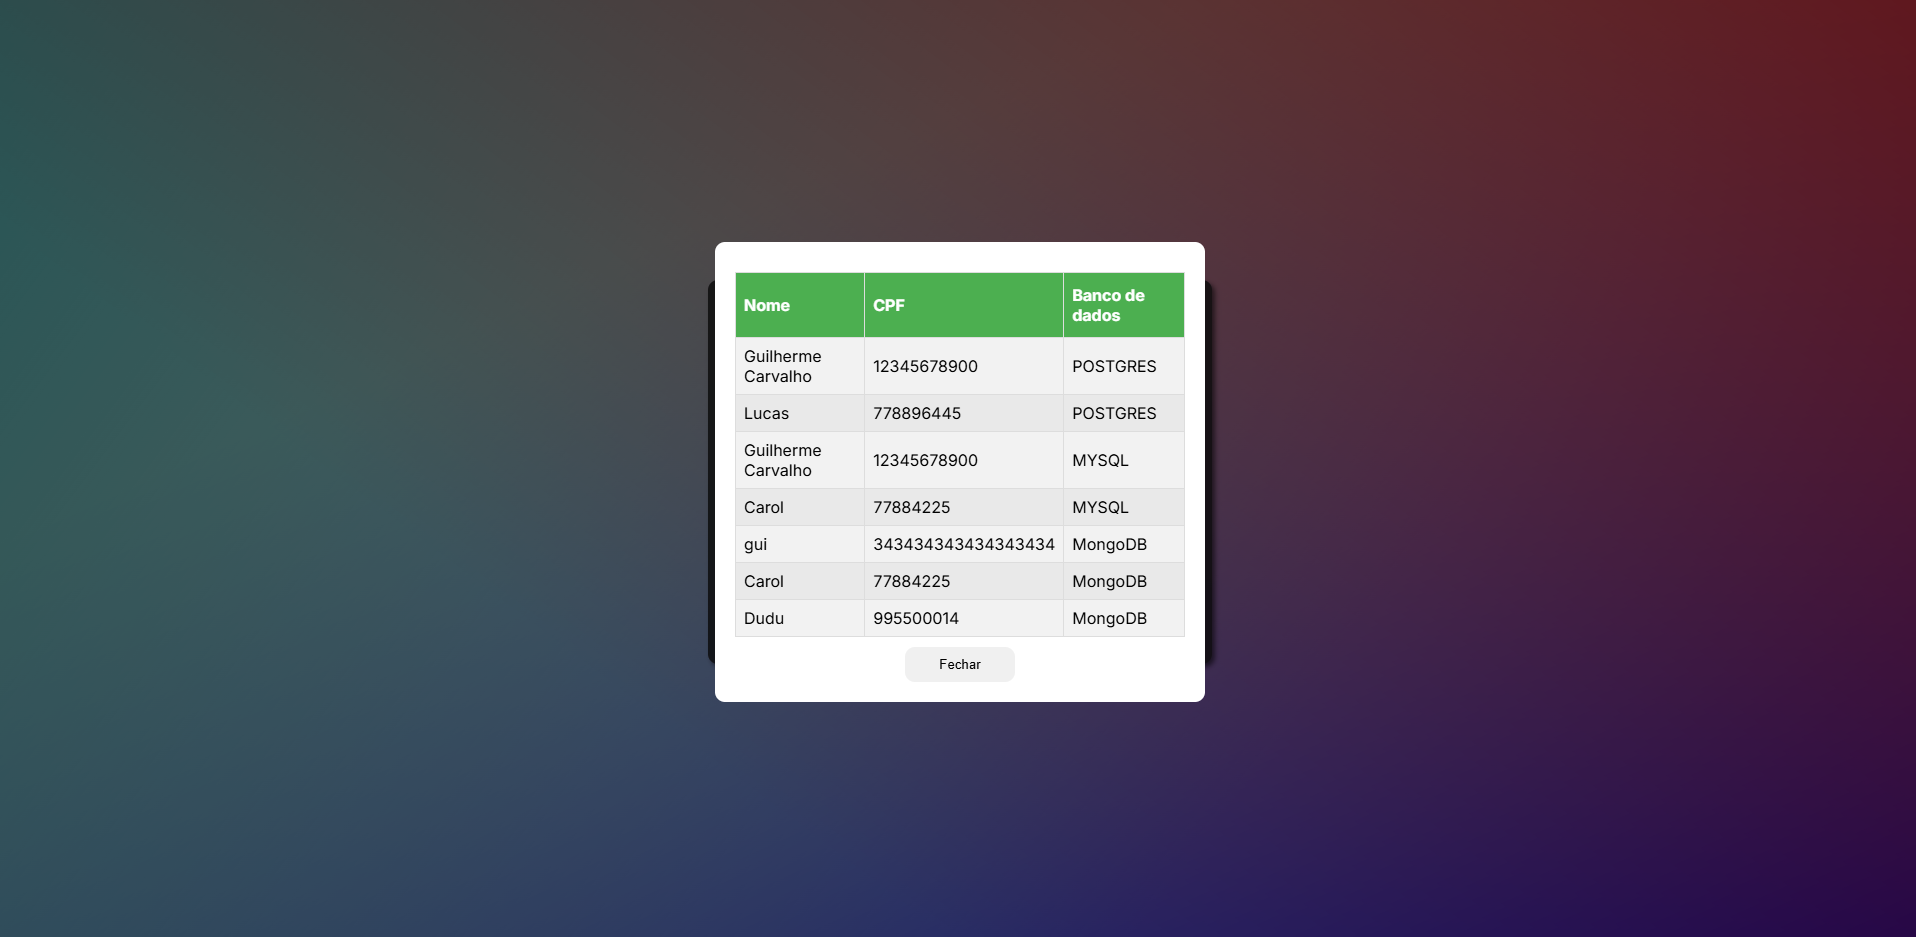 Nome CPF Banco de
dados
Guilherme
Carvalho 12345678900 POSTGRES
Lucas 778896445 POSTGRES
Guilherme
Carvalho 12345678900 MYSQL
Carol 77884225 MYSQL
gui 343434343434343434 MongoDB
Carol 77884225 MongoDB
Dudu 995500014 MongoDB
Fechar